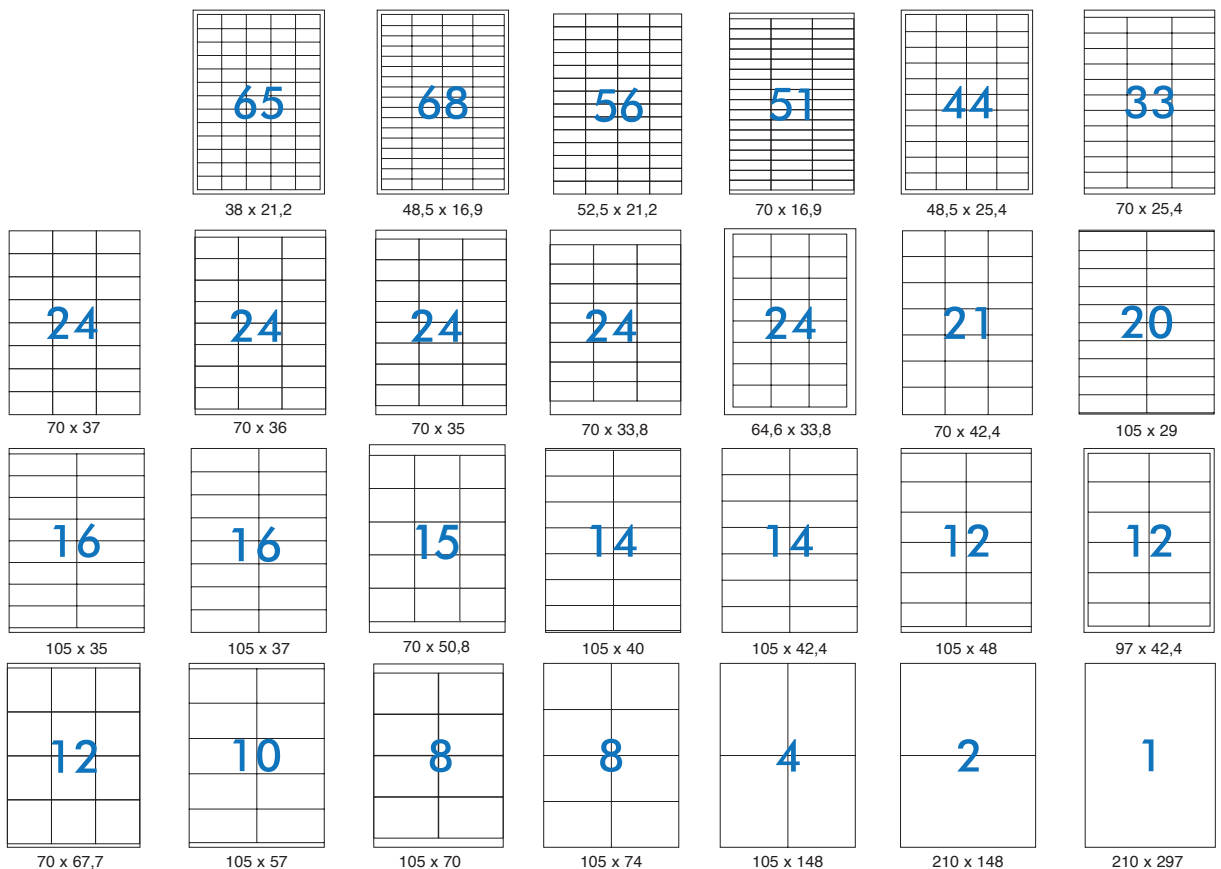 65 68 56 51 44 33
38 x 21,2 48,5 x 16,9 52,5 x 21,2 70 x 16,9 48,5 x 25,4 70 x 25,4
24 24 24 24 24 21 20
70 x 37 70 x 36 70 x 35 70 x 33,8 64,6 x 33,8 70 x 42,4 105 x 29
16 16 15 14 14 12 12
105 x 35 105 x 37 70 x 50,8 105 x 40 105 x 42,4 105 x 48 97 x 42,4
12 10 8 8 4 2 1
70 x 67,7 105 x 57 105 x 70 105 x 74 105 x 148 210 x 148 210 x 297